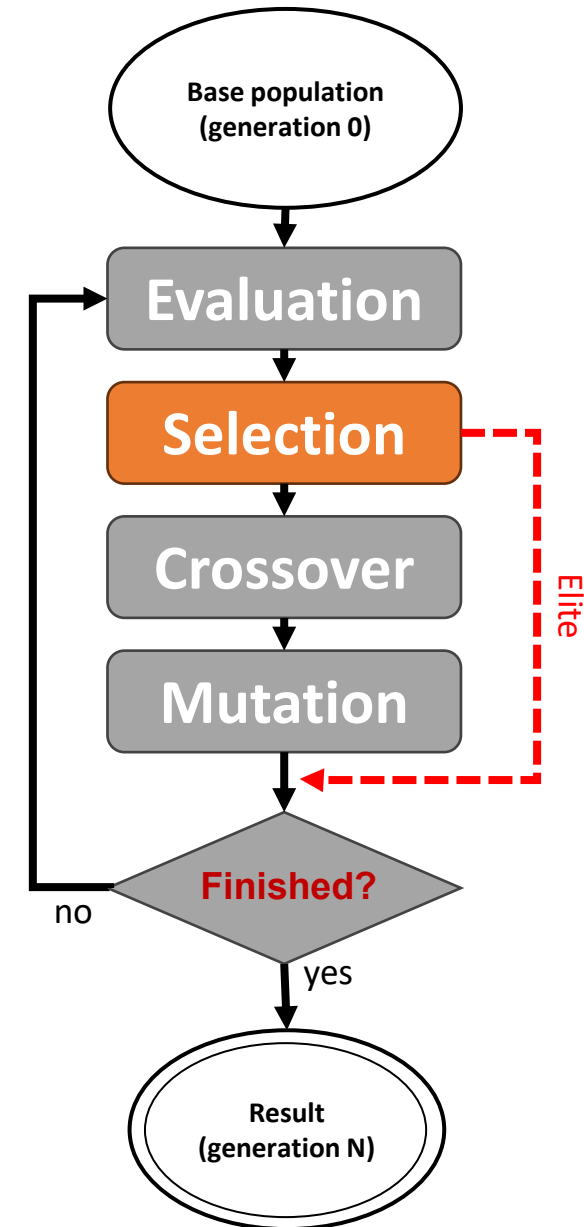 Base population
(generation 0)
Evaluation
Selection
Crossover
Elite
Mutation
Finished?
no
yes
Result
(generation N)